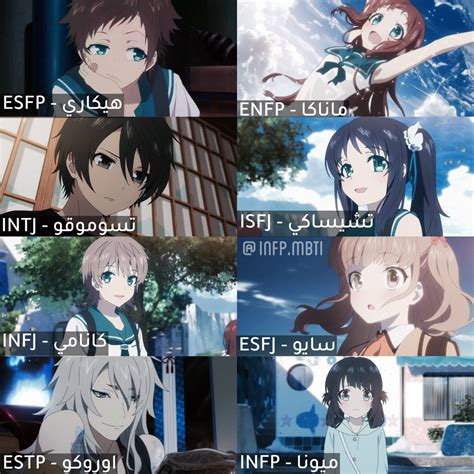 ESFP - هيكاري
ENFP - ماناكا
INTJ - تسوموقو
ISFJ - تشيساكي
@INFP.MBTI
INFJ - كانامي
ESFJ - سايو
ESTP - اوروكو
INFP - ميونا